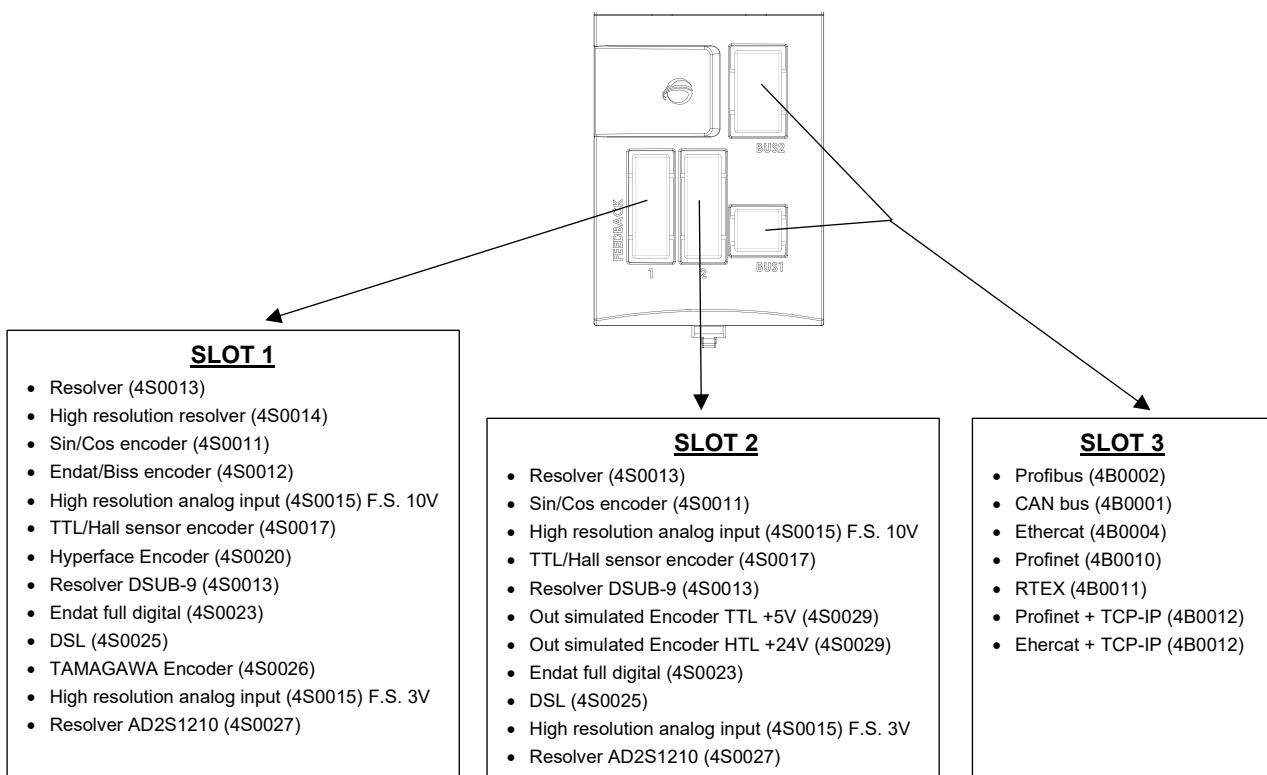 BUS2
FEEDBACK
1
2
BUS1
SLOT 1
• Resolver (4S0013)
• High resolution resolver (4S0014)
• Sin/Cos encoder (4S0011)
• Endat/Biss encoder (4S0012)
• High resolution analog input (4S0015) F.S. 10V
• TTL/Hall sensor encoder (4S0017)
• Hyperface Encoder (4S0020)
• Resolver DSUB-9 (4S0013)
• Endat full digital (4S0023)
• DSL (4S0025)
• TAMAGAWA Encoder (4S0026)
• High resolution analog input (4S0015) F.S. 3V
• Resolver AD2S1210 (4S0027)
SLOT 2
• Resolver (4S0013)
• Sin/Cos encoder (4S0011)
• High resolution analog input (4S0015) F.S. 10V
• TTL/Hall sensor encoder (4S0017)
• Resolver DSUB-9 (4S0013)
• Out simulated Encoder TTL +5V (4S0029)
• Out simulated Encoder HTL +24V (4S0029)
• Endat full digital (4S0023)
• DSL (4S0025)
• High resolution analog input (4S0015) F.S. 3V
• Resolver AD2S1210 (4S0027)
SLOT 3
• Profibus (4B0002)
• CAN bus (4B0001)
• Ethercat (4B0004)
• Profinet (4B0010)
• RTEX (4B0011)
• Profinet + TCP-IP (4B0012)
• Ehercat + TCP-IP (4B0012)